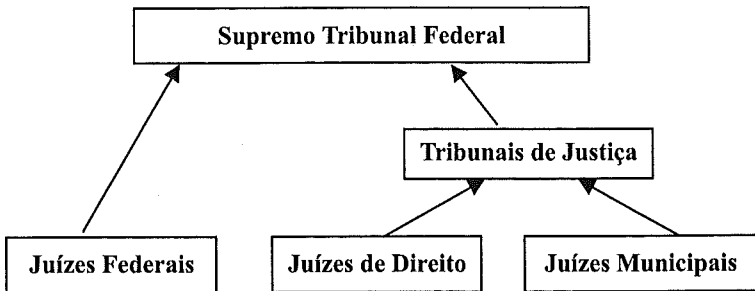 Supremo Tribunal Federal
Tribunais de Justiça
Juízes Federais
Juízes de Direito
Juízes Municipais